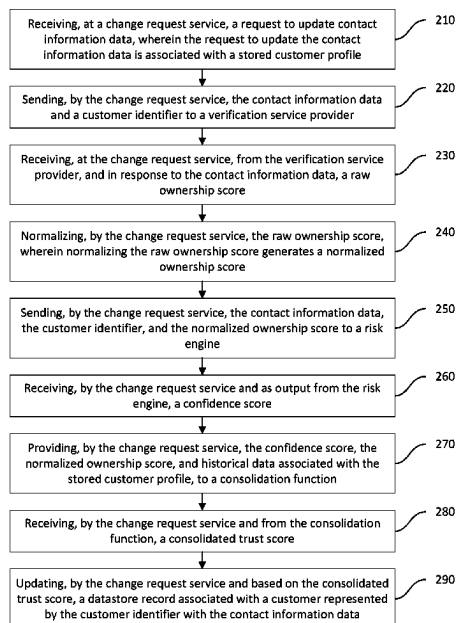 Receiving, at a change request service, a request to update contact
information data, wherein the request to update the contact
information data is associated with a stored customer profile
210
Sending, by the change request service, the contact information data
and a customer identifier to a verification service provider
220
Receiving, at the change request service, from the verification service
provider, and in response to the contact information data, a raw
ownership score
230
Normalizing, by the change request service, the raw ownership score,
wherein normalizing the raw ownership score generates a normalized
ownership score
240
Sending, by the change request service, the contact information data,
the customer identifier, and the normalized ownership score to a risk
engine
250
Receiving, by the change request service and as output from the risk
engine, a confidence score
260
Providing, by the change request service, the confidence score, the
normalized ownership score, and historical data associated with the
stored customer profile, to a consolidation function
270
Receiving, by the change request service and from the consolidation
function, a consolidated trust score
280
Updating, by the change request service and based on the consolidated
trust score, a datastore record associated with a customer represented
by the customer identifier with the contact information data
290